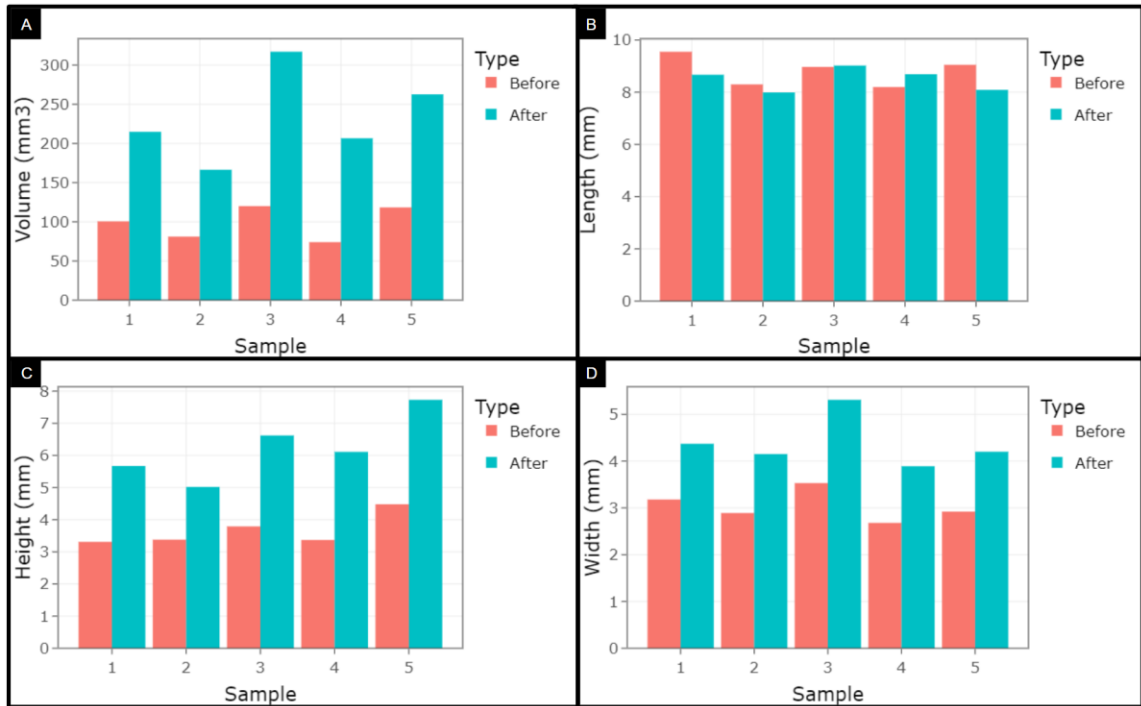 A
Volume (mm3)
300
250
200
150
100
50
0
1 2 3 4 5
Sample
Type
Before
After
B
Length (mm)
10
8
6
4
2
0
1 2 3 4 5
Sample
Type
Before
After
C
Height (mm)
8
7
6
5
4
3
2
1
0
1 2 3 4 5
Sample
Type
Before
After
D
Width (mm)
5
4
3
2
1
0
1 2 3 4 5
Sample
Type
Before
After